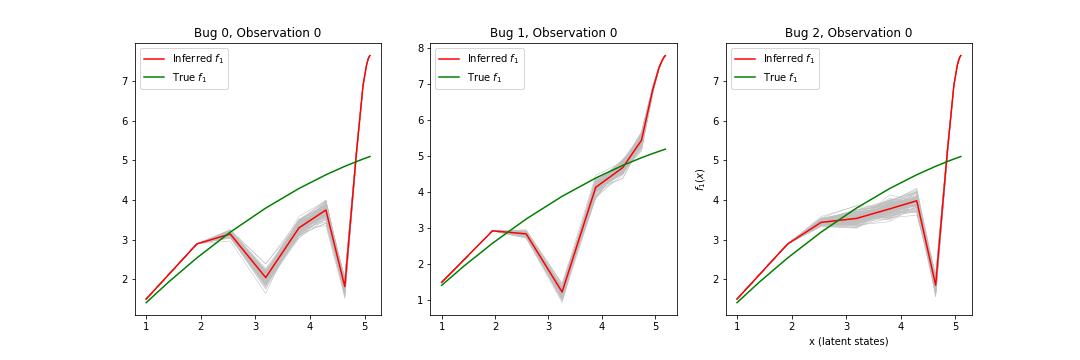 Bug 0, Observation 0
Inferred f₁
True f₁
7
6
5
4
3
2
1 2 3 4 5
Bug 1, Observation 0
Inferred f₁
True f₁
8
7
6
5
4
3
2
1
1 2 3 4 5
Bug 2, Observation 0
Inferred f₁
True f₁
f₁(x)
7
6
5
4
3
2
1 2 3 4 5
x (latent states)